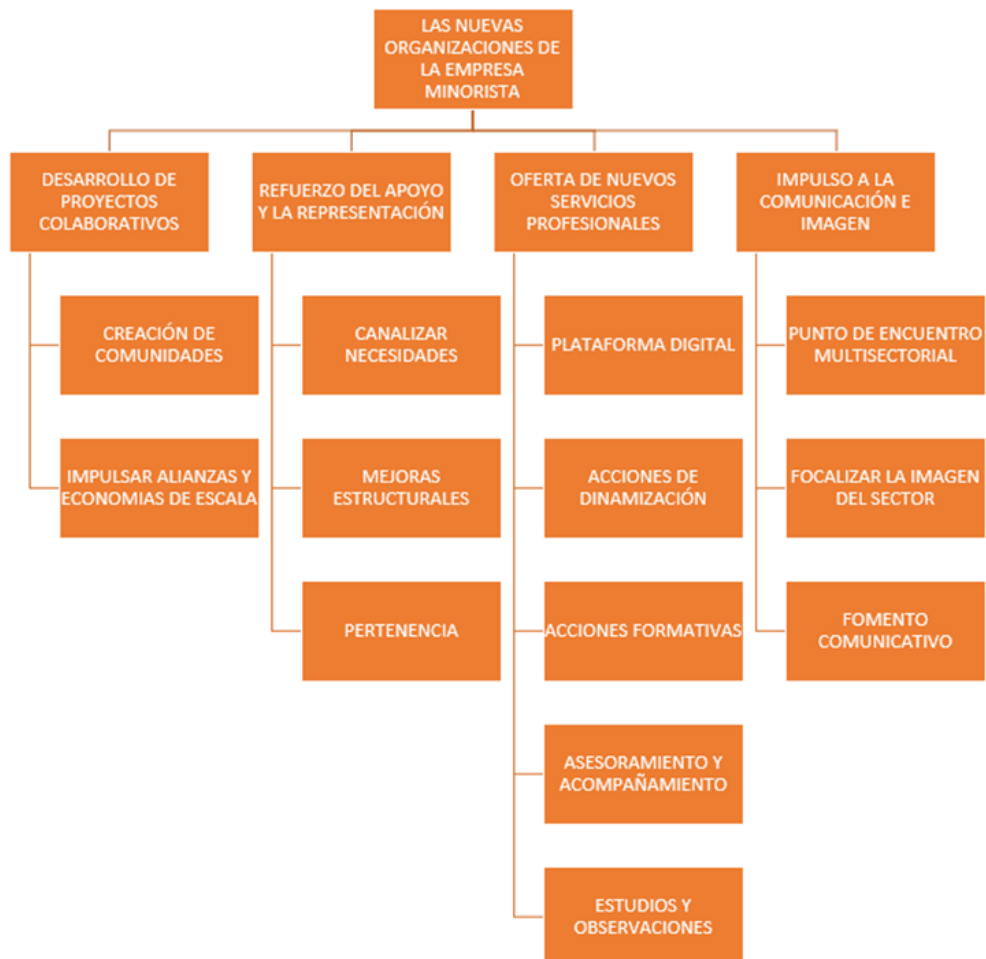 LAS NUEVAS
ORGANIZACIONES DE
LA EMPRESA
MINORISTA
DESARROLLO DE
PROYECTOS
COLABORATIVOS
CREACIÓN DE
COMUNIDADES
IMPULSAR ALIANZAS Y
ECONOMIAS DE ESCALA
REFUERZO DEL APOYO
Y LA REPRESENTACIÓN
CANALIZAR
NECESIDADES
MEJORAS
ESTRUCTURALES
PERTENENCIA
OFERTA DE NUEVOS
SERVICIOS
PROFESIONALES
PLATAFORMA DIGITAL
ACCIONES DE
DINAMIZACIÓN
ACCIONES FORMATIVAS
ASESORAMIENTO Y
ACOMPAÑAMIENTO
ESTUDIOS Y
OBSERVACIONES
IMPULSO A LA
COMUNICACIÓN E
IMAGEN
PUNTO DE ENCUENTRO
MULTISECTORIAL
FOCALIZAR LA IMAGEN
DEL SECTOR
FOMENTO
COMUNICATIVO